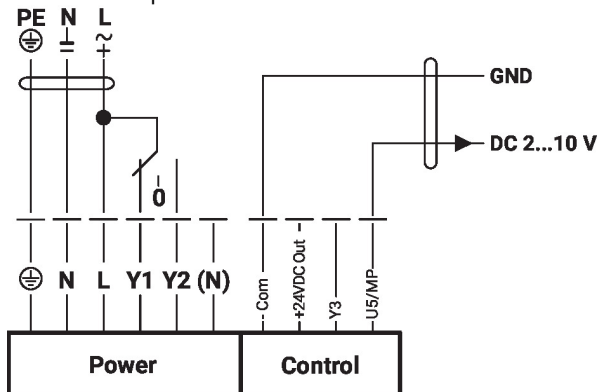 PE N L
GND
DC 2...10 V
0
N L Y1 Y2 (N)
- Com
+24VDC Out
Y3
U5/MP
Power
Control